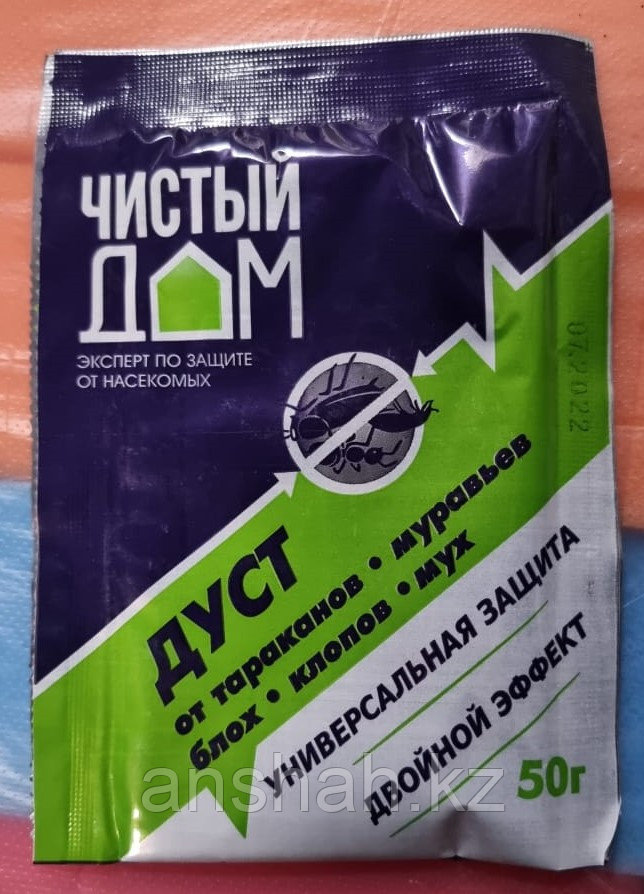 ЧИСТЫЙ
ДОМ
ЭКСПЕРТ ПО ЗАЩИТЕ
ОТ НАСЕКОМЫХ
07.2022
ДУСТ
от тараканов • муравьев
блох • клопов • мух
УНИВЕРСАЛЬНАЯ ЗАЩИТА
ДВОЙНОЙ ЭФФЕКТ
50г
anshah.kz